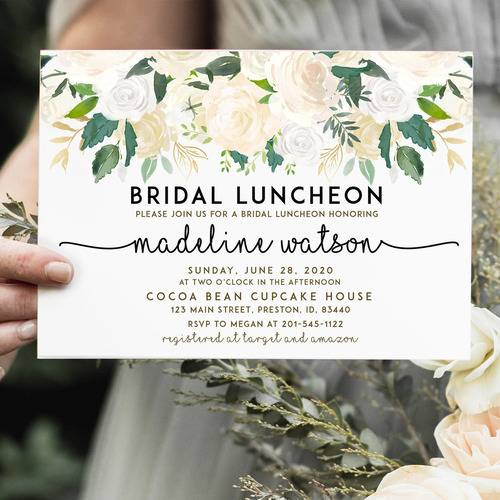 BRIDAL LUNCHEON
PLEASE JOIN US FOR A BRIDAL LUNCHEON HONORING
madeline watson
SUNDAY, JUNE 28, 2020
AT TWO O'CLOCK IN THE AFTERNOON
COCOA BEAN CUPCAKE HOUSE
123 MAIN STREET, PRESTON, ID, 83440
RSVP TO MEGAN AT 201-545-1122
registered at target and amazon